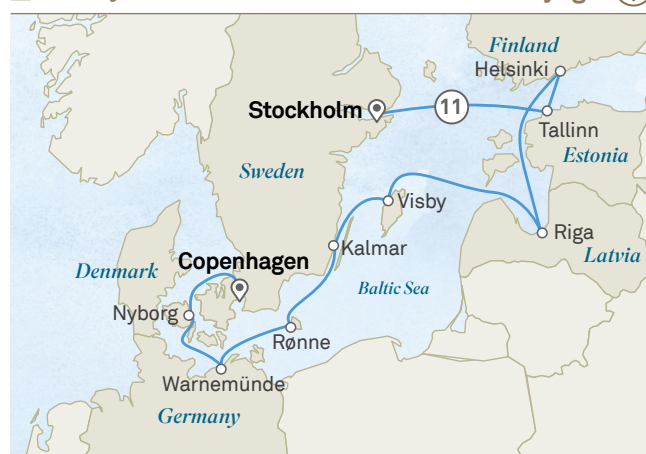 Finland
Helsinki
Stockholm
11
Tallinn
Estonia
Sweden
Visby
Riga
Kalmar
Latvia
Copenhagen
Denmark
Baltic Sea
Nyborg
Rønne
Warnemünde
Germany